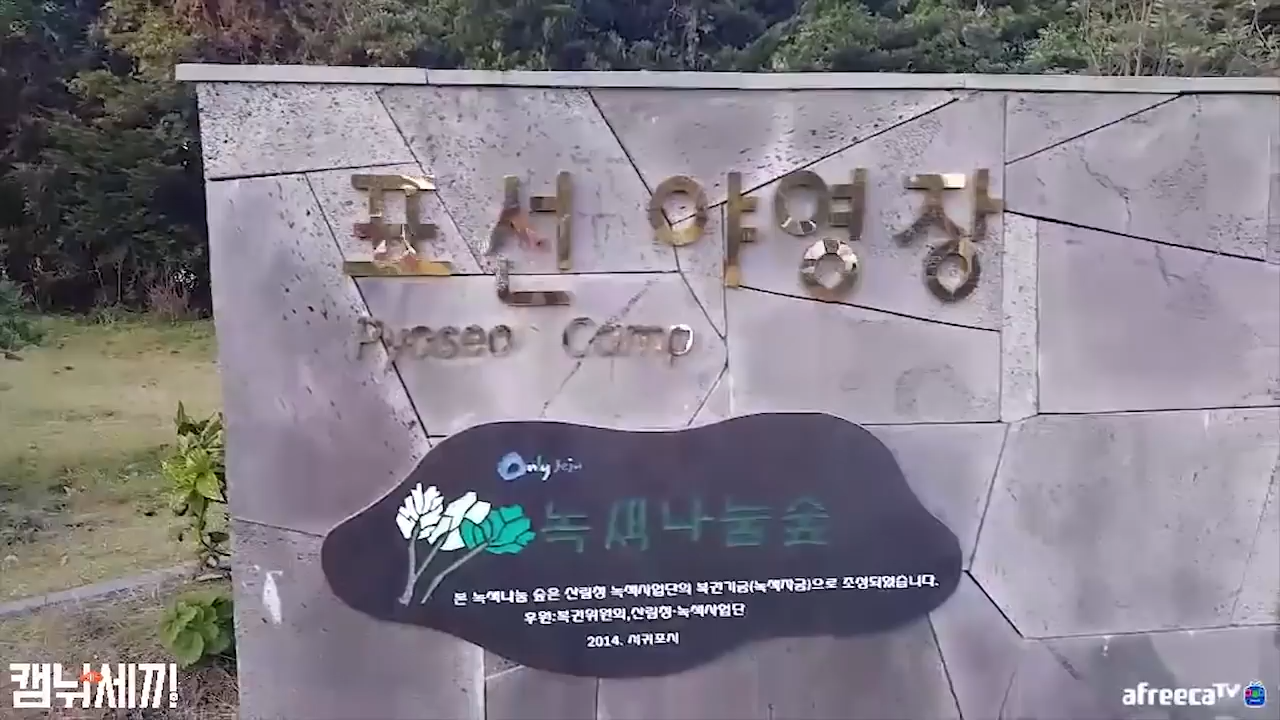 표선 야영장
Pyoseo Camp
Only Jeju
녹색나눔숲
본 녹색나눔 숲은 산림청 녹색사업단의 복권기금(녹색자금)으로 조성되었습니다.
후원:복권위원회,산림청·녹색사업단
2014. 서귀포시
캠뉘세끼!
afreecaTV